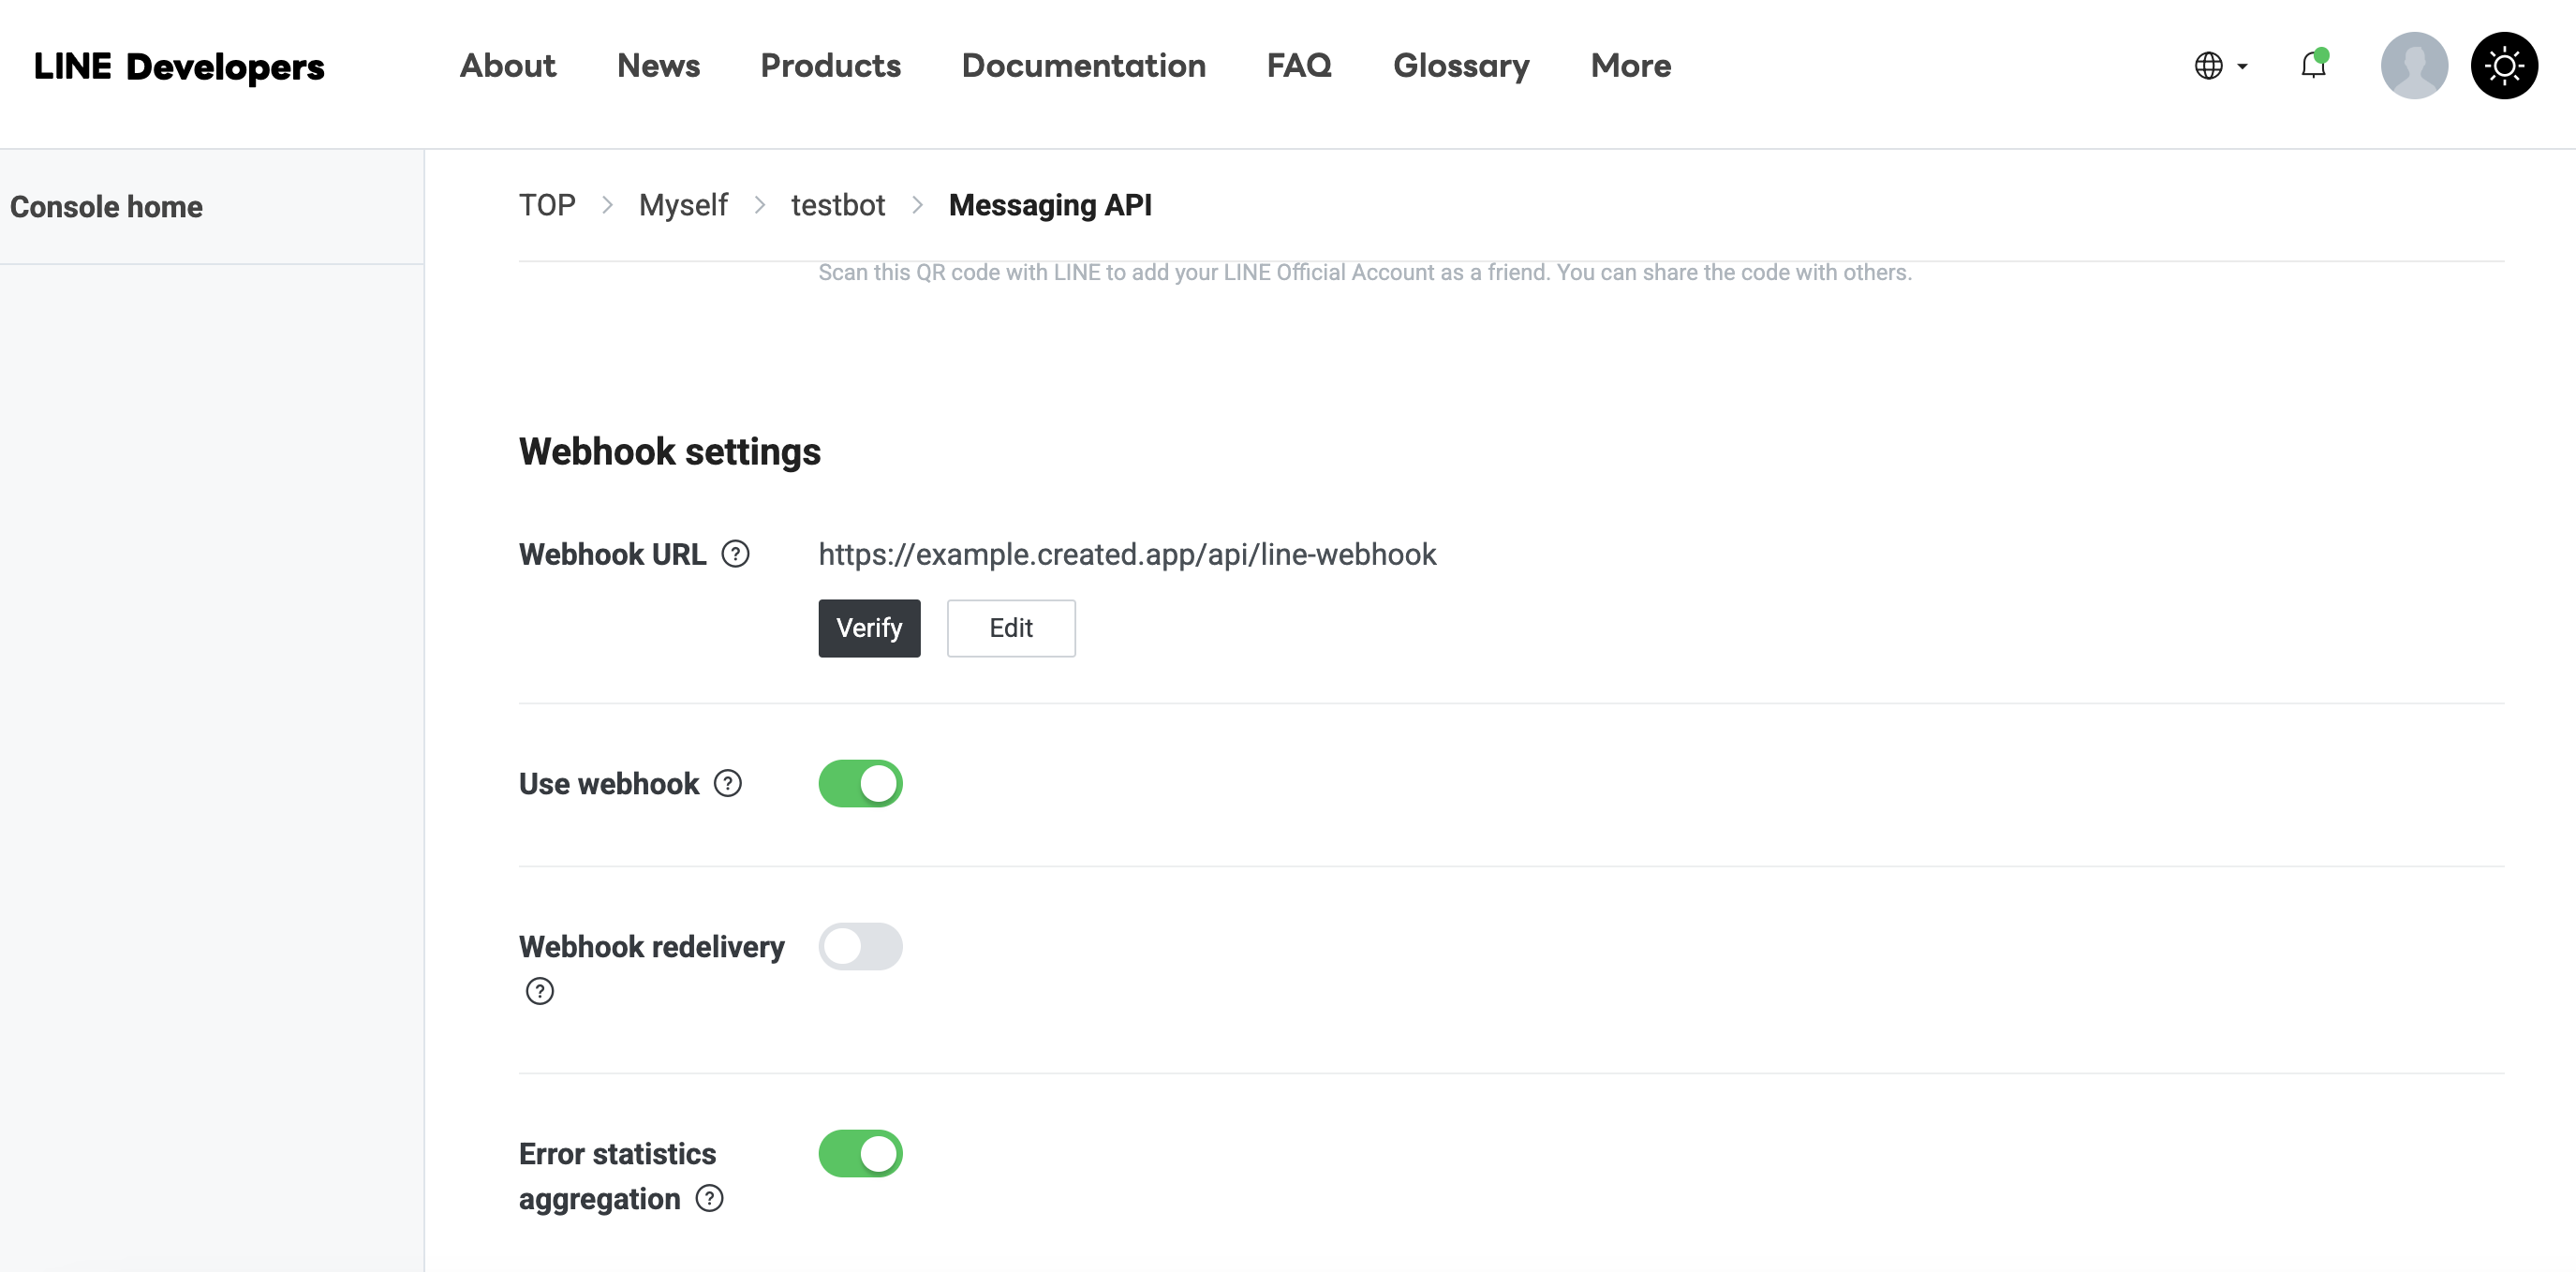 LINE Developers
About News Products Documentation FAQ Glossary More
Console home
TOP > Myself > testbot > Messaging API
Scan this QR code with LINE to add your LINE Official Account as a friend. You can share the code with others.
Webhook settings
Webhook URL ? https://example.created.app/api/line-webhook
Verify Edit
Use webhook ?
Webhook redelivery
?
Error statistics
aggregation ?